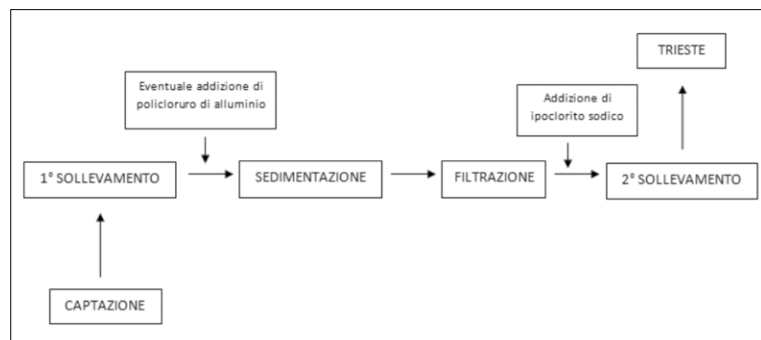 TRIESTE
Eventuale addizione di
policloruro di alluminio
Addizione di
ipoclorito sodico
1° SOLLEVAMENTO
SEDIMENTAZIONE
FILTRAZIONE
2° SOLLEVAMENTO
CAPTAZIONE